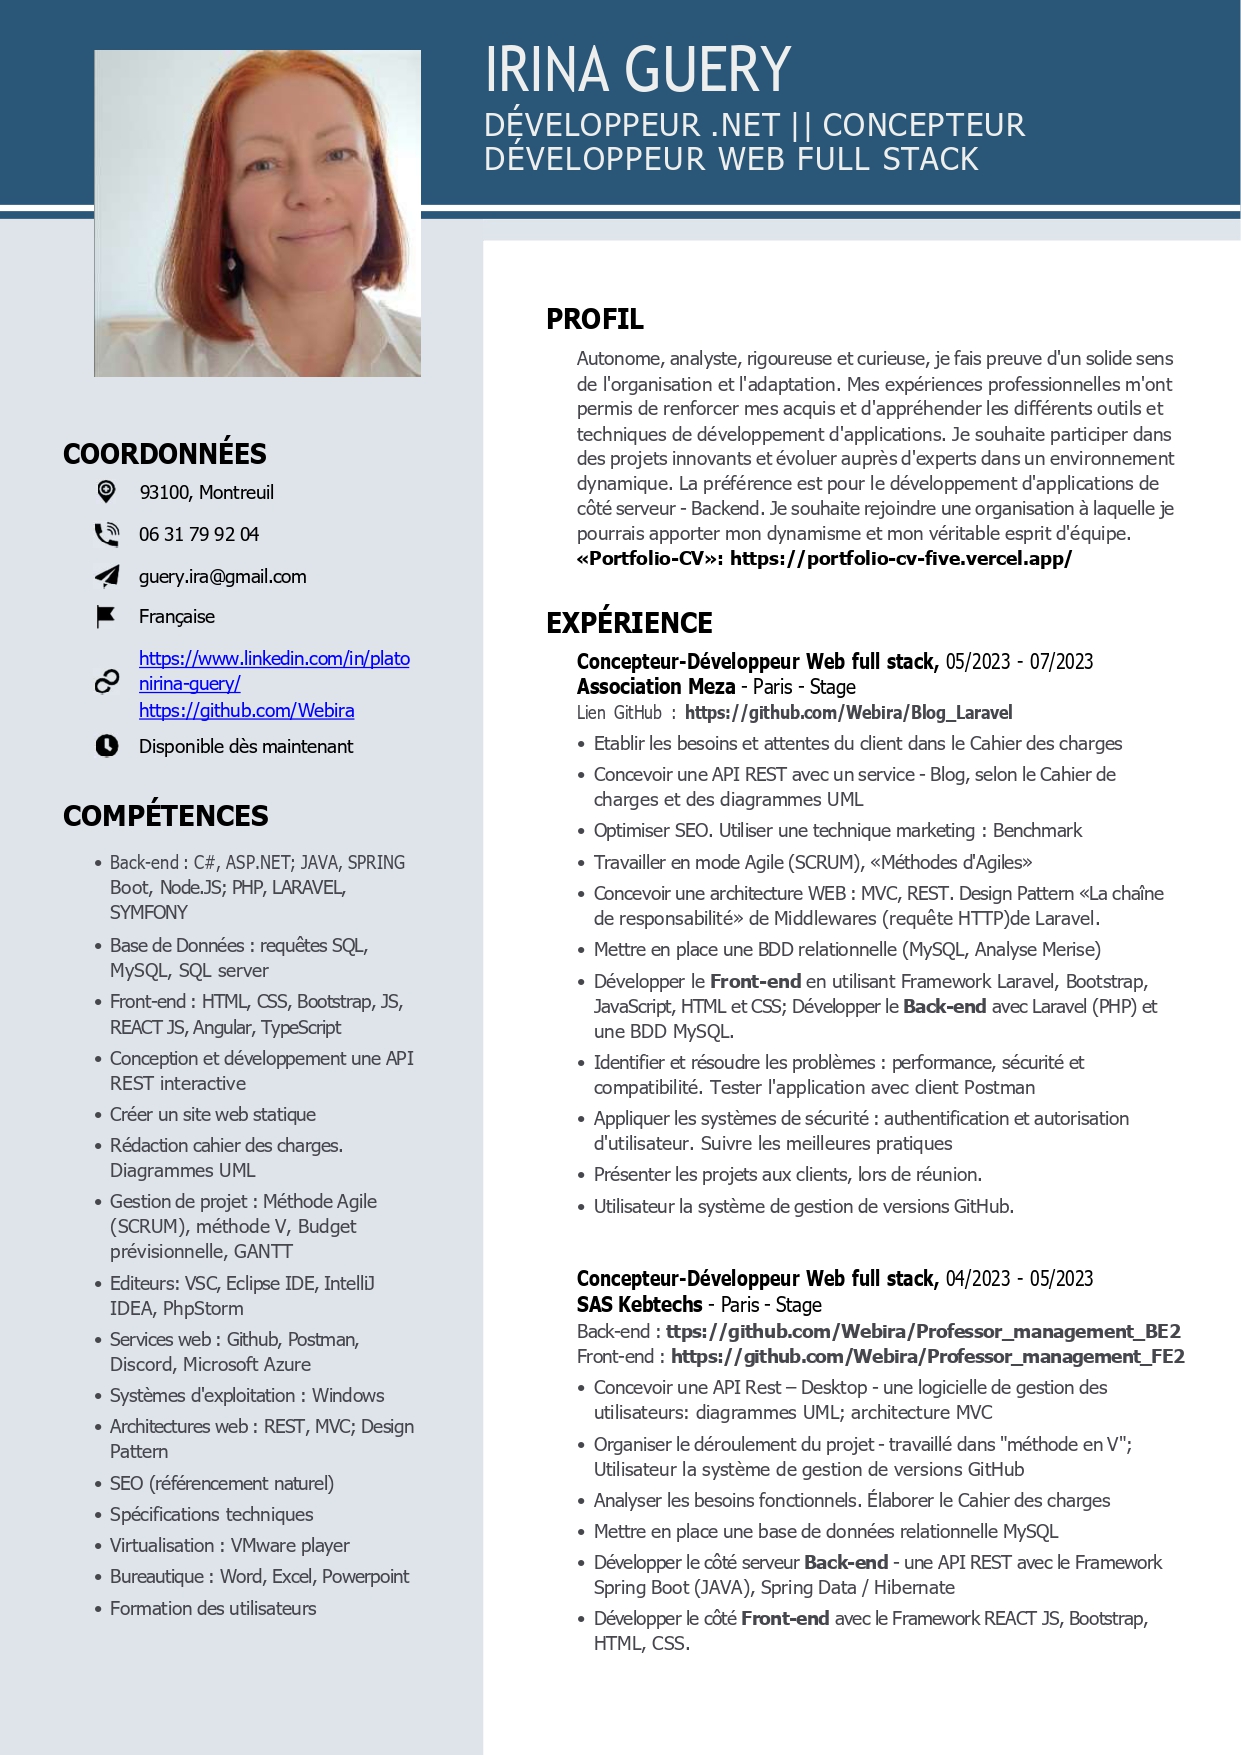 IRINA GUERY
DÉVELOPPEUR .NET || CONCEPTEUR
DÉVELOPPEUR WEB FULL STACK
COORDONNÉES
93100, Montreuil
06 31 79 92 04
guery.ira@gmail.com
Française
https://www.linkedin.com/in/plato
nirina-guery/
https://github.com/Webira
Disponible dès maintenant
COMPÉTENCES
• Back-end : C#, ASP.NET; JAVA, SPRING
Boot, Node.JS; PHP, LARAVEL,
SYMFONY
• Base de Données : requêtes SQL,
MySQL, SQL server
• Front-end : HTML, CSS, Bootstrap, JS,
REACT JS, Angular, TypeScript
• Conception et développement une API
REST interactive
• Créer un site web statique
• Rédaction cahier des charges.
Diagrammes UML
• Gestion de projet : Méthode Agile
(SCRUM), méthode V, Budget
prévisionnelle, GANTT
• Editeurs: VSC, Eclipse IDE, IntelliJ
IDEA, PhpStorm
• Services web : Github, Postman,
Discord, Microsoft Azure
• Systèmes d'exploitation : Windows
• Architectures web : REST, MVC; Design
Pattern
• SEO (référencement naturel)
• Spécifications techniques
• Virtualisation : VMware player
• Bureautique : Word, Excel, Powerpoint
• Formation des utilisateurs
PROFIL
Autonome, analyste, rigoureuse et curieuse, je fais preuve d'un solide sens
de l'organisation et l'adaptation. Mes expériences professionnelles m'ont
permis de renforcer mes acquis et d'appréhender les différents outils et
techniques de développement d'applications. Je souhaite participer dans
des projets innovants et évoluer auprès d'experts dans un environnement
dynamique. La préférence est pour le développement d'applications de
côté serveur - Backend. Je souhaite rejoindre une organisation à laquelle je
pourrais apporter mon dynamisme et mon véritable esprit d'équipe.
«Portfolio-CV»: https://portfolio-cv-five.vercel.app/
EXPÉRIENCE
Concepteur-Développeur Web full stack, 05/2023 - 07/2023
Association Meza - Paris - Stage
Lien GitHub : https://github.com/Webira/Blog_Laravel
• Etablir les besoins et attentes du client dans le Cahier des charges
• Concevoir une API REST avec un service - Blog, selon le Cahier de
charges et des diagrammes UML
• Optimiser SEO. Utiliser une technique marketing : Benchmark
• Travailler en mode Agile (SCRUM), «Méthodes d'Agiles»
• Concevoir une architecture WEB : MVC, REST. Design Pattern «La chaîne
de responsabilité» de Middlewares (requête HTTP)de Laravel.
• Mettre en place une BDD relationnelle (MySQL, Analyse Merise)
• Développer le Front-end en utilisant Framework Laravel, Bootstrap,
JavaScript, HTML et CSS; Développer le Back-end avec Laravel (PHP) et
une BDD MySQL.
• Identifier et résoudre les problèmes : performance, sécurité et
compatibilité. Tester l'application avec client Postman
• Appliquer les systèmes de sécurité : authentification et autorisation
d'utilisateur. Suivre les meilleures pratiques
• Présenter les projets aux clients, lors de réunion.
• Utilisateur la système de gestion de versions GitHub.
Concepteur-Développeur Web full stack, 04/2023 - 05/2023
SAS Kebtechs - Paris - Stage
Back-end : ttps://github.com/Webira/Professor_management_BE2
Front-end : https://github.com/Webira/Professor_management_FE2
• Concevoir une API Rest – Desktop - une logicielle de gestion des
utilisateurs: diagrammes UML; architecture MVC
• Organiser le déroulement du projet - travaillé dans "méthode en V";
Utilisateur la système de gestion de versions GitHub
• Analyser les besoins fonctionnels. Élaborer le Cahier des charges
• Mettre en place une base de données relationnelle MySQL
• Développer le côté serveur Back-end - une API REST avec le Framework
Spring Boot (JAVA), Spring Data / Hibernate
• Développer le côté Front-end avec le Framework REACT JS, Bootstrap,
HTML, CSS.